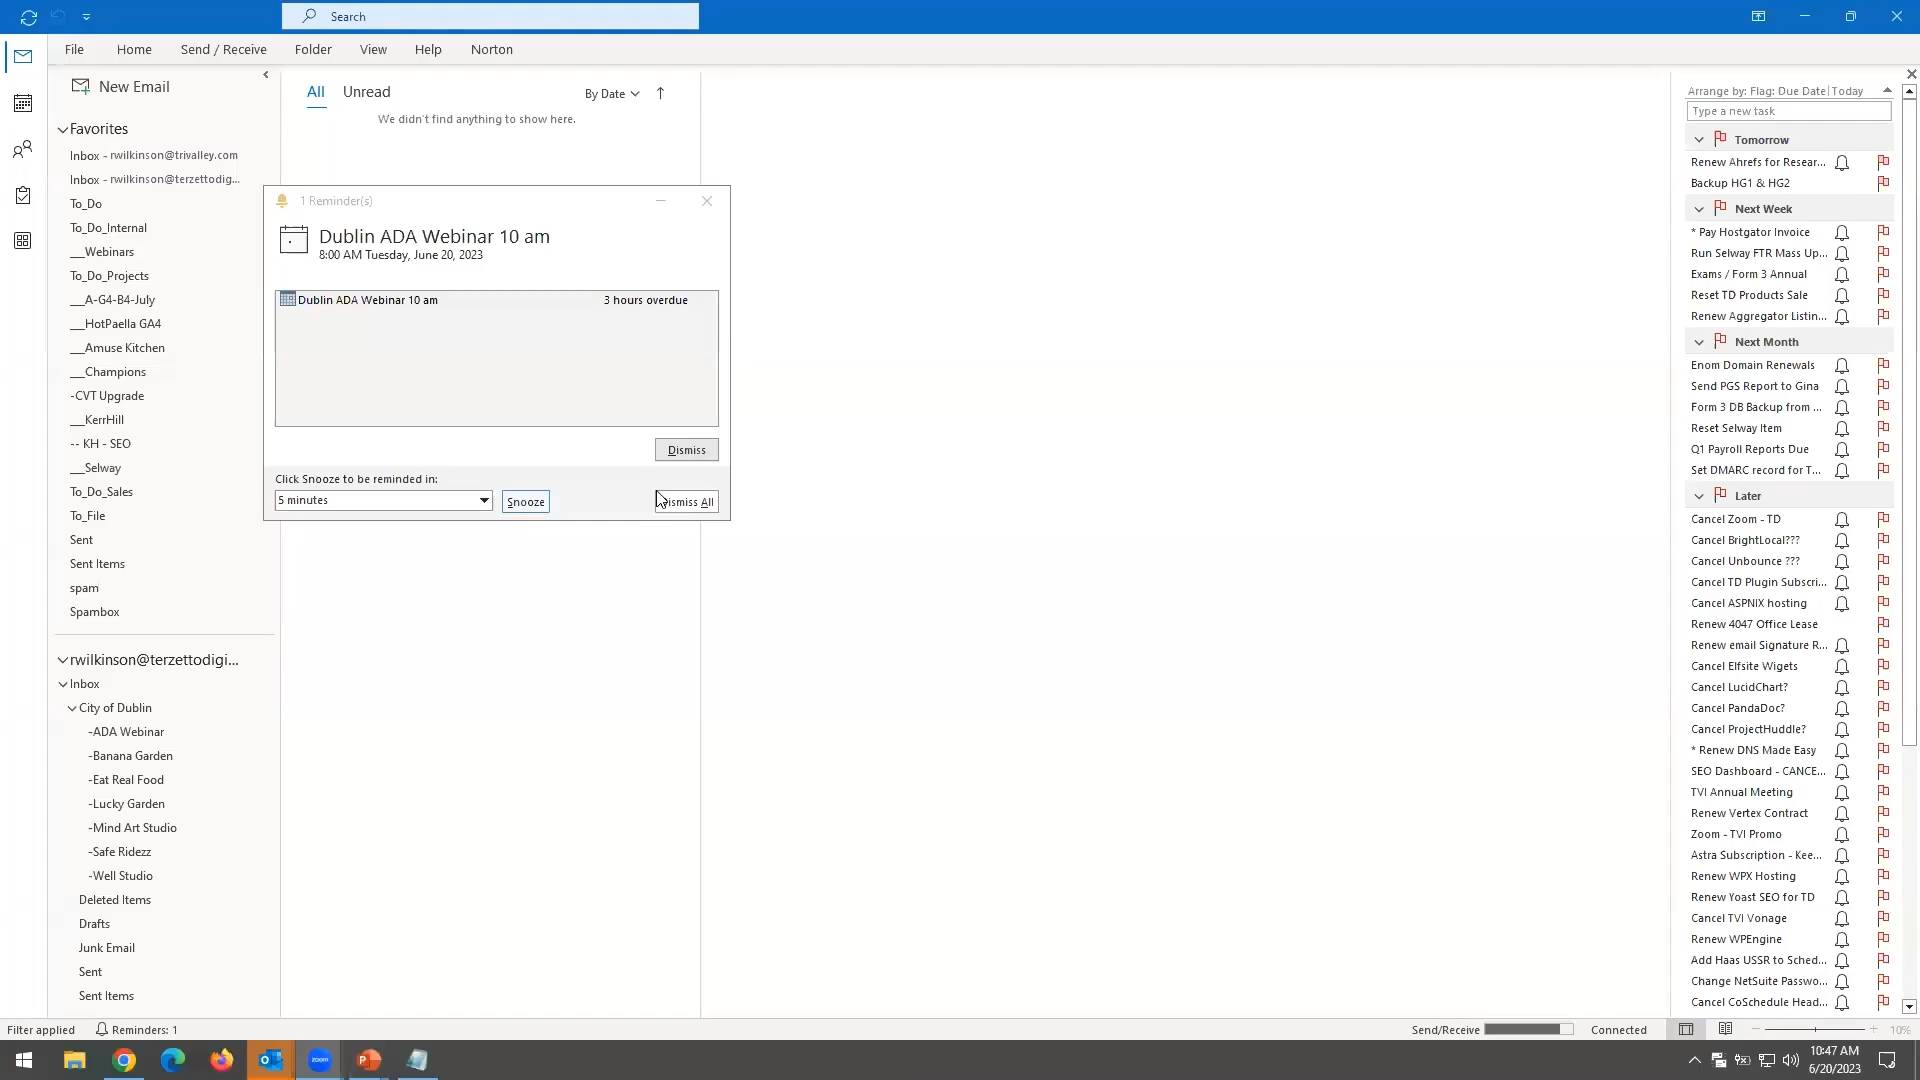 Search
File Home Send / Receive Folder View Help Norton
New Email
Favorites
Inbox - rwilkinson@trivalley.com
Inbox - rwilkinson@terzettodig...
To_Do
To_Do_Internal
__Webinars
To_Do_Projects
__A-G4-B4-July
__HotPaella GA4
__Amuse Kitchen
__Champions
-CVT Upgrade
__KerrHill
-- KH - SEO
__Selway
To_Do_Sales
To_File
Sent
Sent Items
spam
Spambox
rwilkinson@terzettodigi...
Inbox
City of Dublin
-ADA Webinar
-Banana Garden
-Eat Real Food
-Lucky Garden
-Mind Art Studio
-Safe Ridezz
-Well Studio
Deleted Items
Drafts
Junk Email
Sent
Sent Items
All Unread By Date
We didn't find anything to show here.
1 Reminder(s)
Dublin ADA Webinar 10 am
8:00 AM Tuesday, June 20, 2023
Dublin ADA Webinar 10 am 3 hours overdue
Dismiss
Click Snooze to be reminded in:
5 minutes Snooze ismiss All
Arrange by: Flag: Due Date Today
Type a new task
Tomorrow
Renew Ahrefs for Resear...
Backup HG1 & HG2
Next Week
* Pay Hostgator Invoice
Run Selway FTR Mass Up...
Exams / Form 3 Annual
Reset TD Products Sale
Renew Aggregator Listin...
Next Month
Enom Domain Renewals
Send PGS Report to Gina
Form 3 DB Backup from ...
Reset Selway Item
Q1 Payroll Reports Due
Set DMARC record for T...
Later
Cancel Zoom - TD
Cancel BrightLocal???
Cancel Unbounce ???
Cancel TD Plugin Subscri...
Cancel ASPNIX hosting
Renew 4047 Office Lease
Renew email Signature R...
Cancel Elfsite Wigets
Cancel LucidChart?
Cancel PandaDoc?
Cancel ProjectHuddle?
* Renew DNS Made Easy
SEO Dashboard - CANCE...
TVI Annual Meeting
Renew Vertex Contract
Zoom - TVI Promo
Astra Subscription - Kee...
Renew WPX Hosting
Renew Yoast SEO for TD
Cancel TVI Vonage
Renew WPEngine
Add Haas USSR to Sched...
Change NetSuite Passwo...
Cancel CoSchedule Head...
Filter applied Reminders: 1 Send/Receive Connected 10%
zoom
10:47 AM
6/20/2023